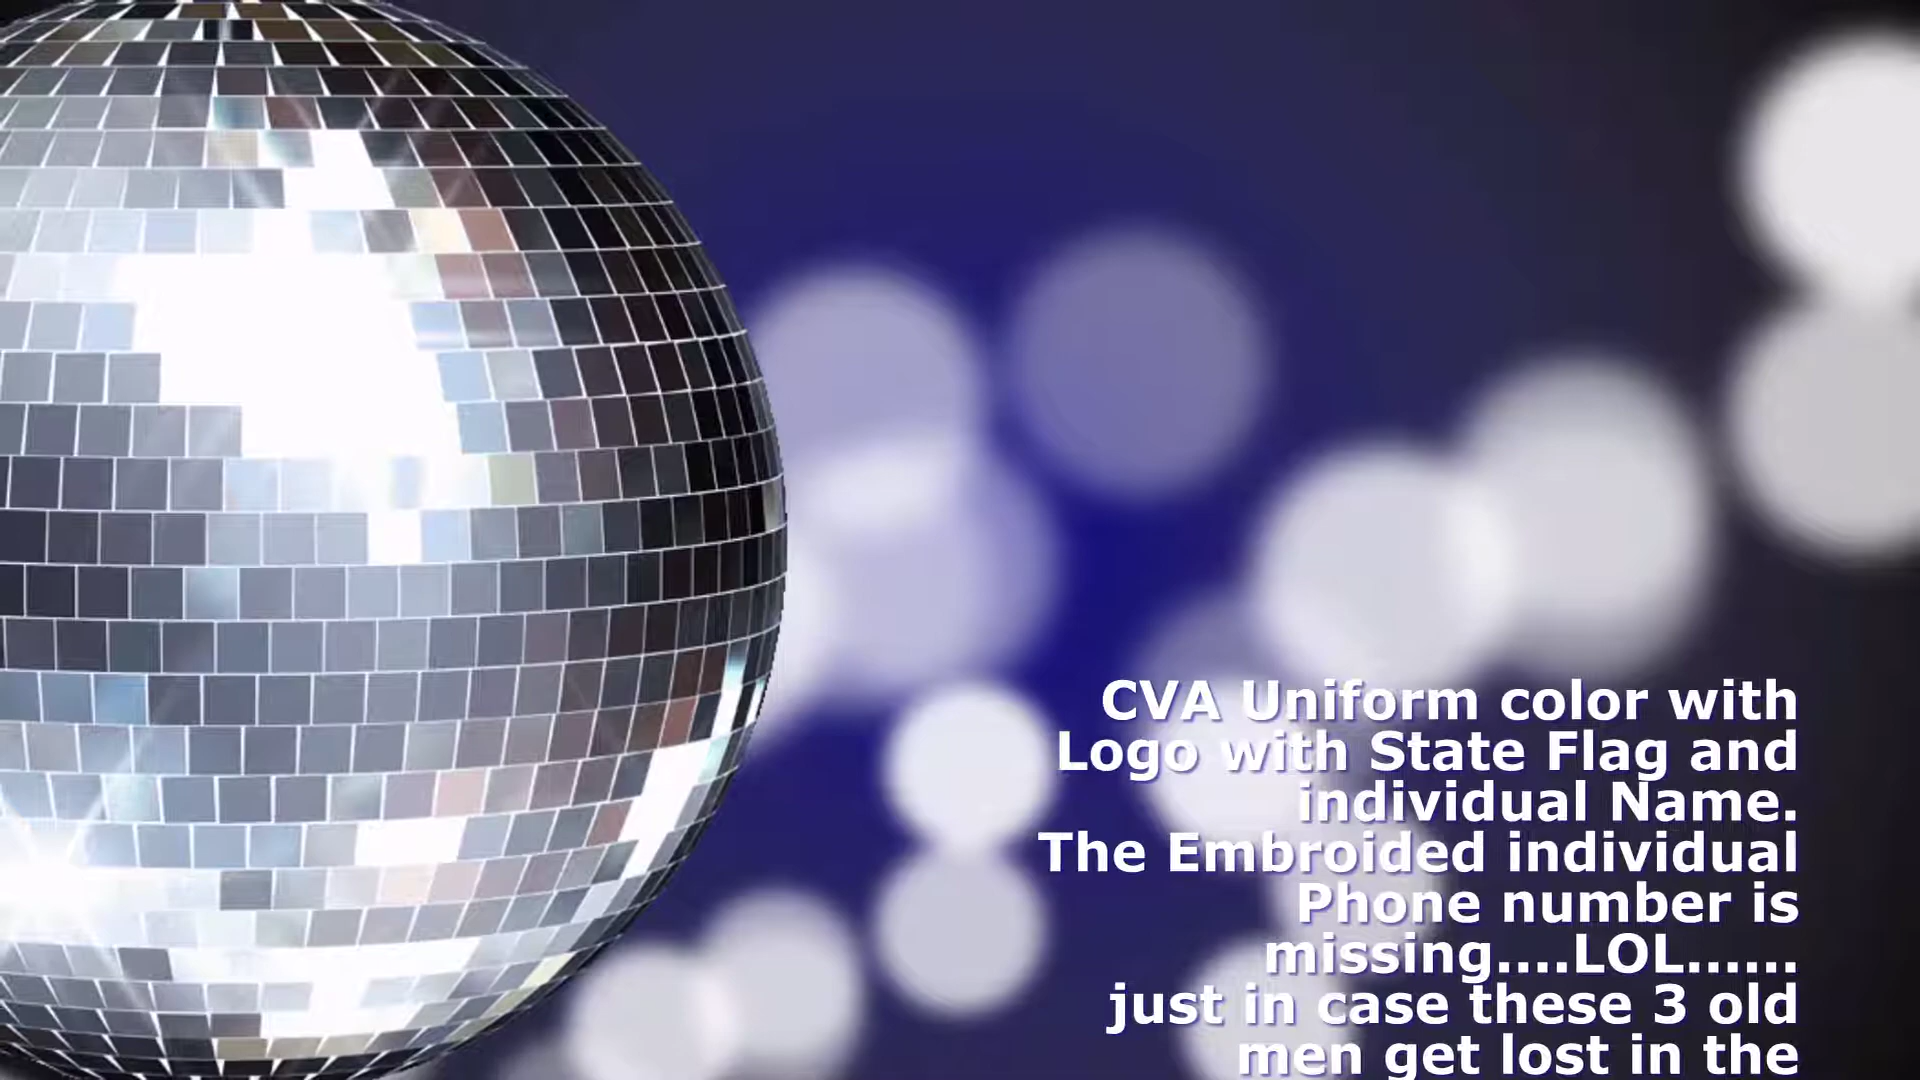 CVA Uniform color with
Logo with State Flag and
individual Name.
The Embroided individual
Phone number is
missing....LOL......
just in case these 3 old
men get lost in the